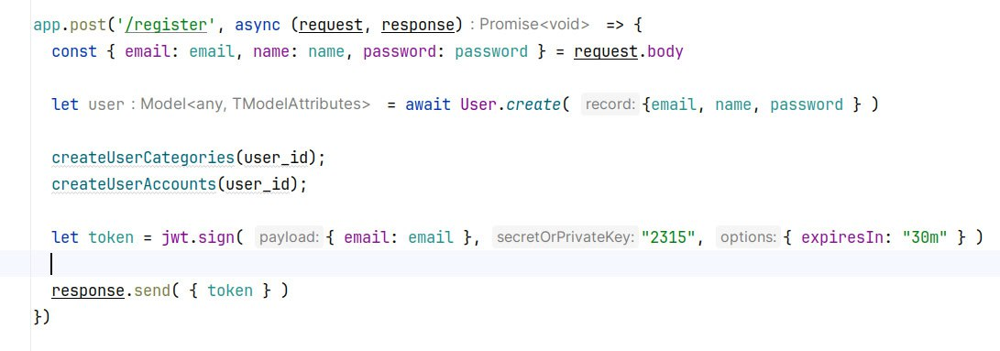 app.post('/register', async (request, response) : Promise<void> => {
const { email: email, name: name, password: password } = request.body
let user : Model<any, TModelAttributes> = await User.create( record: {email, name, password } )
createUserCategories(user_id);
createUserAccounts(user_id);
let token = jwt.sign( payload: { email: email }, secretOrPrivateKey: "2315", options: { expiresIn: "30m" } )
response.send( { token } )
})